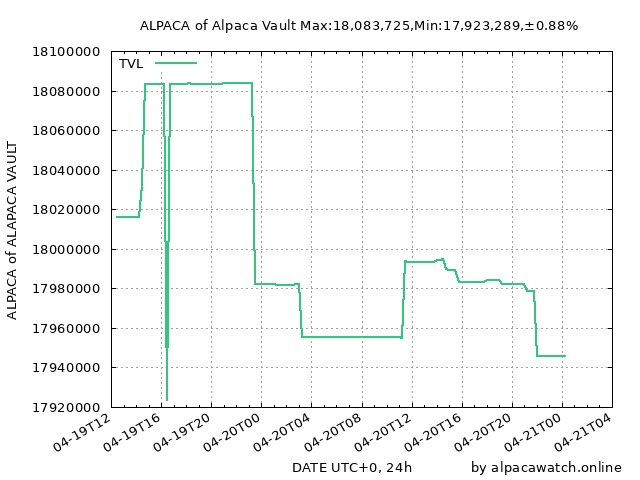 ALPACA of Alpaca Vault Max:18,083,725,Min:17,923,289,±0.88%
TVL
ALPACA of ALAPACA VAULT
18100000
18080000
18060000
18040000
18020000
18000000
17980000
17960000
17940000
17920000
04-19T12
04-19T16
04-19T20
04-20T00
04-20T04
04-20T08
04-20T12
04-20T16
04-20T20
04-21T00
04-21T04
DATE UTC+0, 24h
by alpacawatch.online